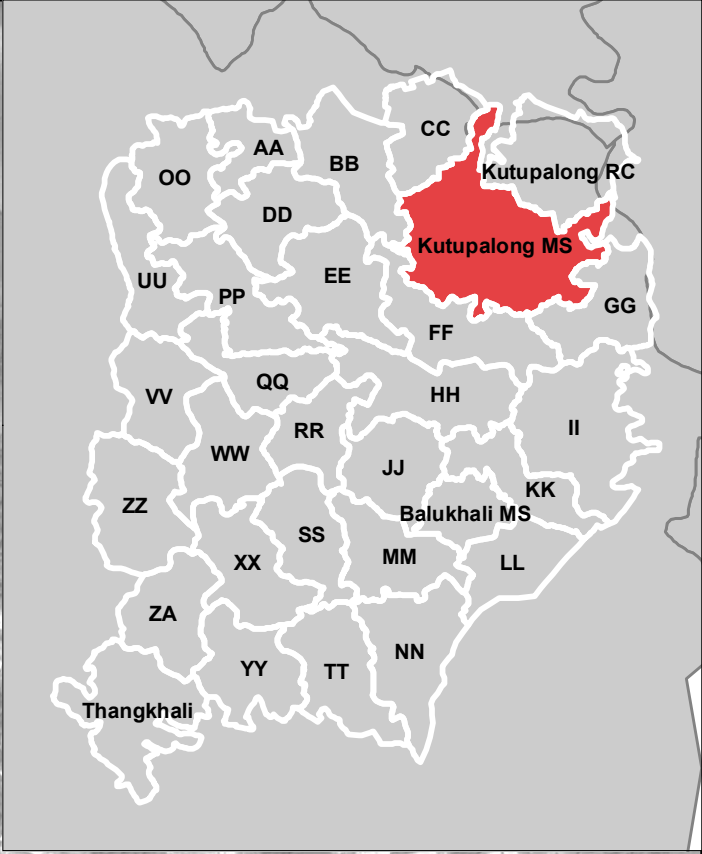 CC
AA
BB
OO
Kutupalong RC
DD
Kutupalong MS
EE
UU
PP
GG
FF
QQ
HH
VV
RR
II
WW
JJ
KK
ZZ
Balukhali MS
SS
MM
XX
LL
ZA
NN
YY
TT
Thangkhali